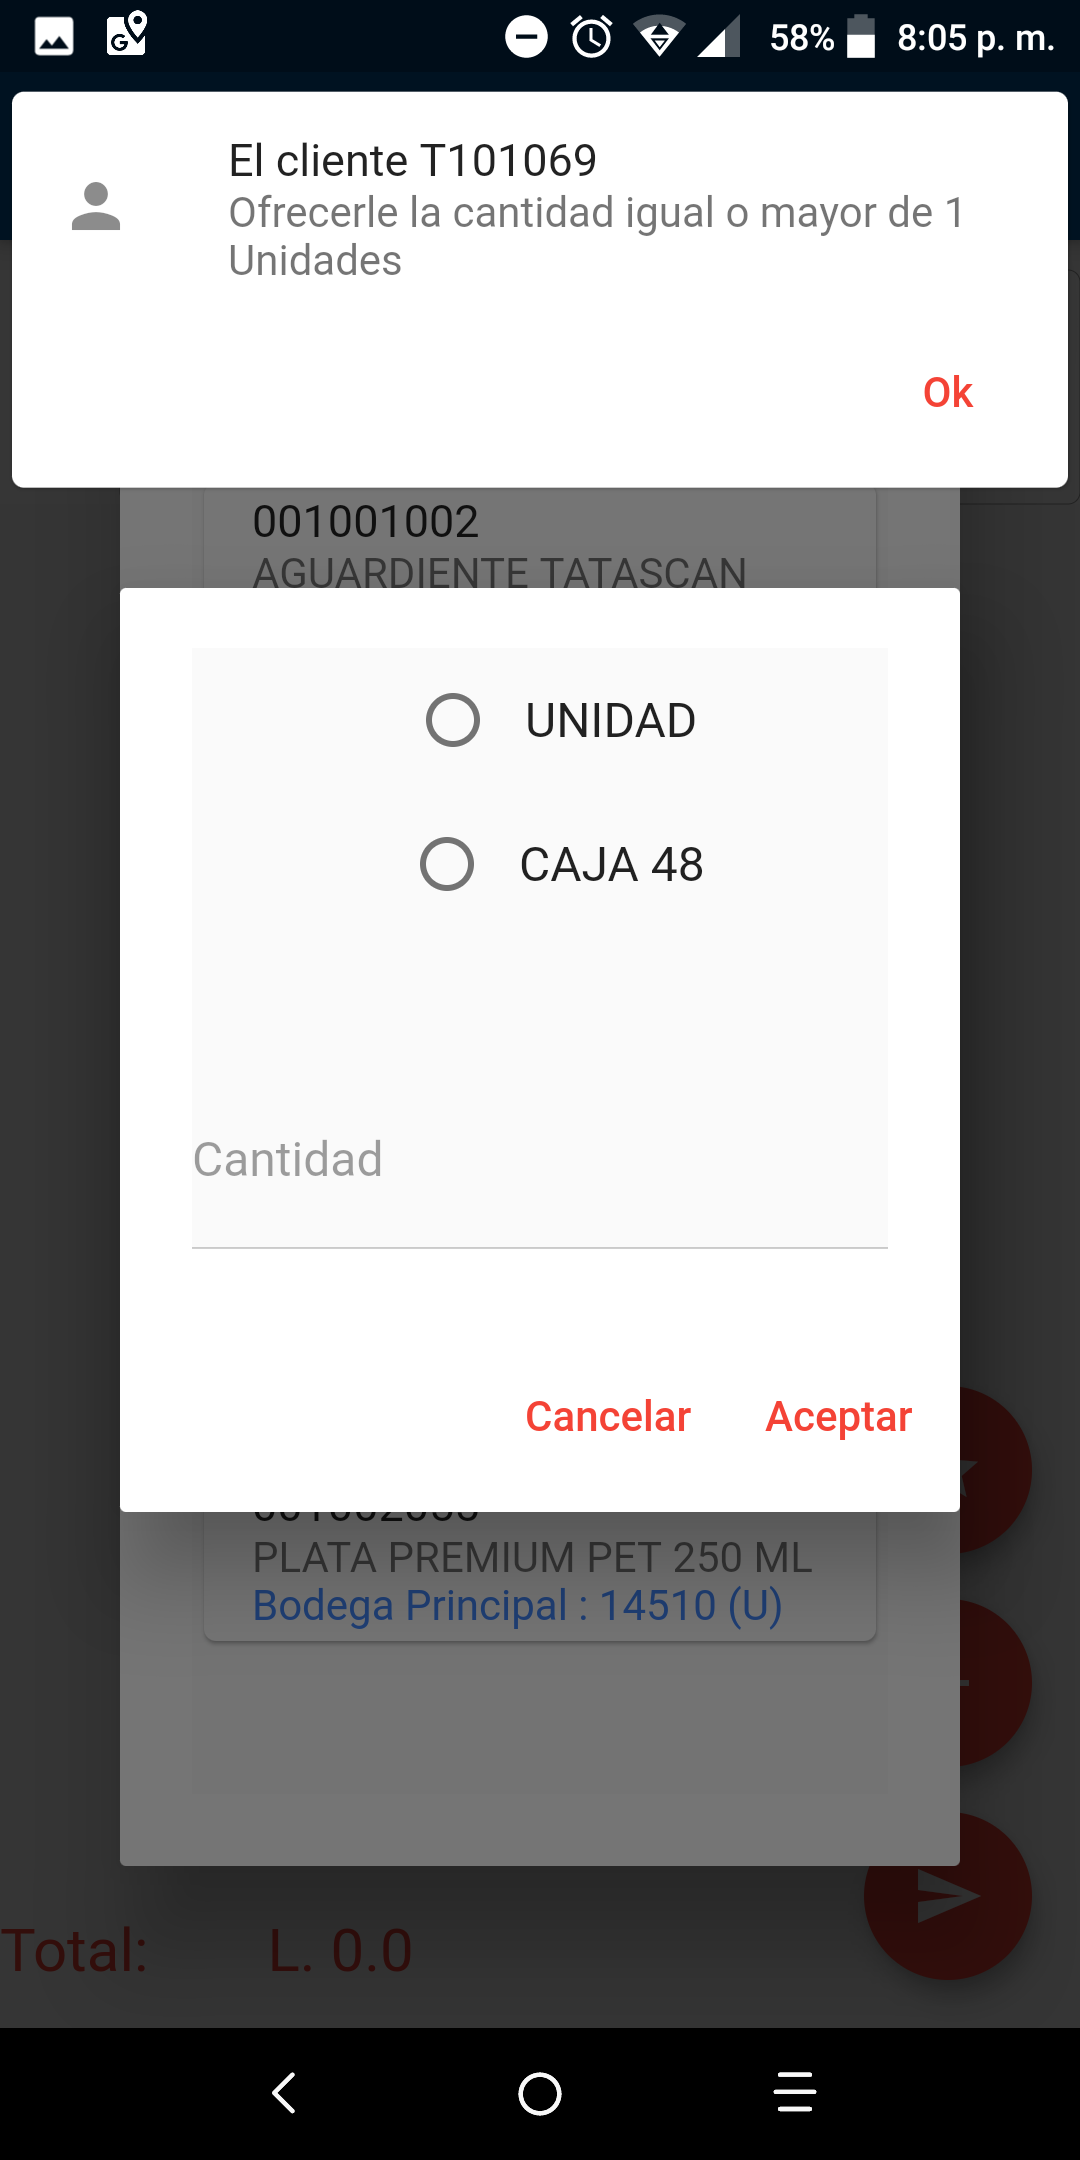 58% 8:05 p. m.
El cliente T101069
Ofrecerle la cantidad igual o mayor de 1
Unidades
Ok
001001002
AGUARDIENTE TATASCAN
UNIDAD
CAJA 48
Cantidad
Cancelar Aceptar
PLATA PREMIUM PET 250 ML
Bodega Principal : 14510 (U)
Total: L. 0.0